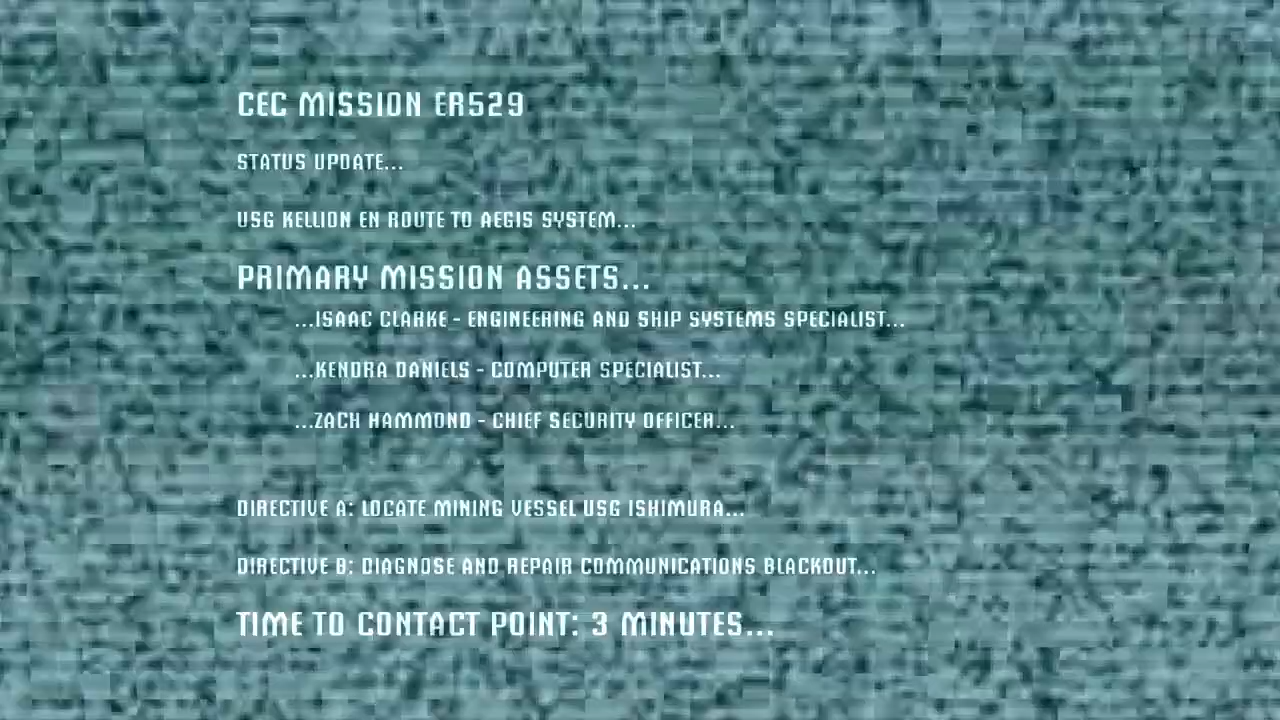 CEC MISSION ER529
STATUS UPDATE...
USG KELLION EN ROUTE TO AEGIS SYSTEM...
PRIMARY MISSION ASSETS...
...ISAAC CLARKE - ENGINEERING AND SHIP SYSTEMS SPECIALIST...
...KENDRA DANIELS - COMPUTER SPECIALIST...
...ZACH HAMMOND - CHIEF SECURITY OFFICER...
DIRECTIVE A: LOCATE MINING VESSEL USG ISHIMURA...
DIRECTIVE B: DIAGNOSE AND REPAIR COMMUNICATIONS BLACKOUT...
TIME TO CONTACT POINT: 3 MINUTES...